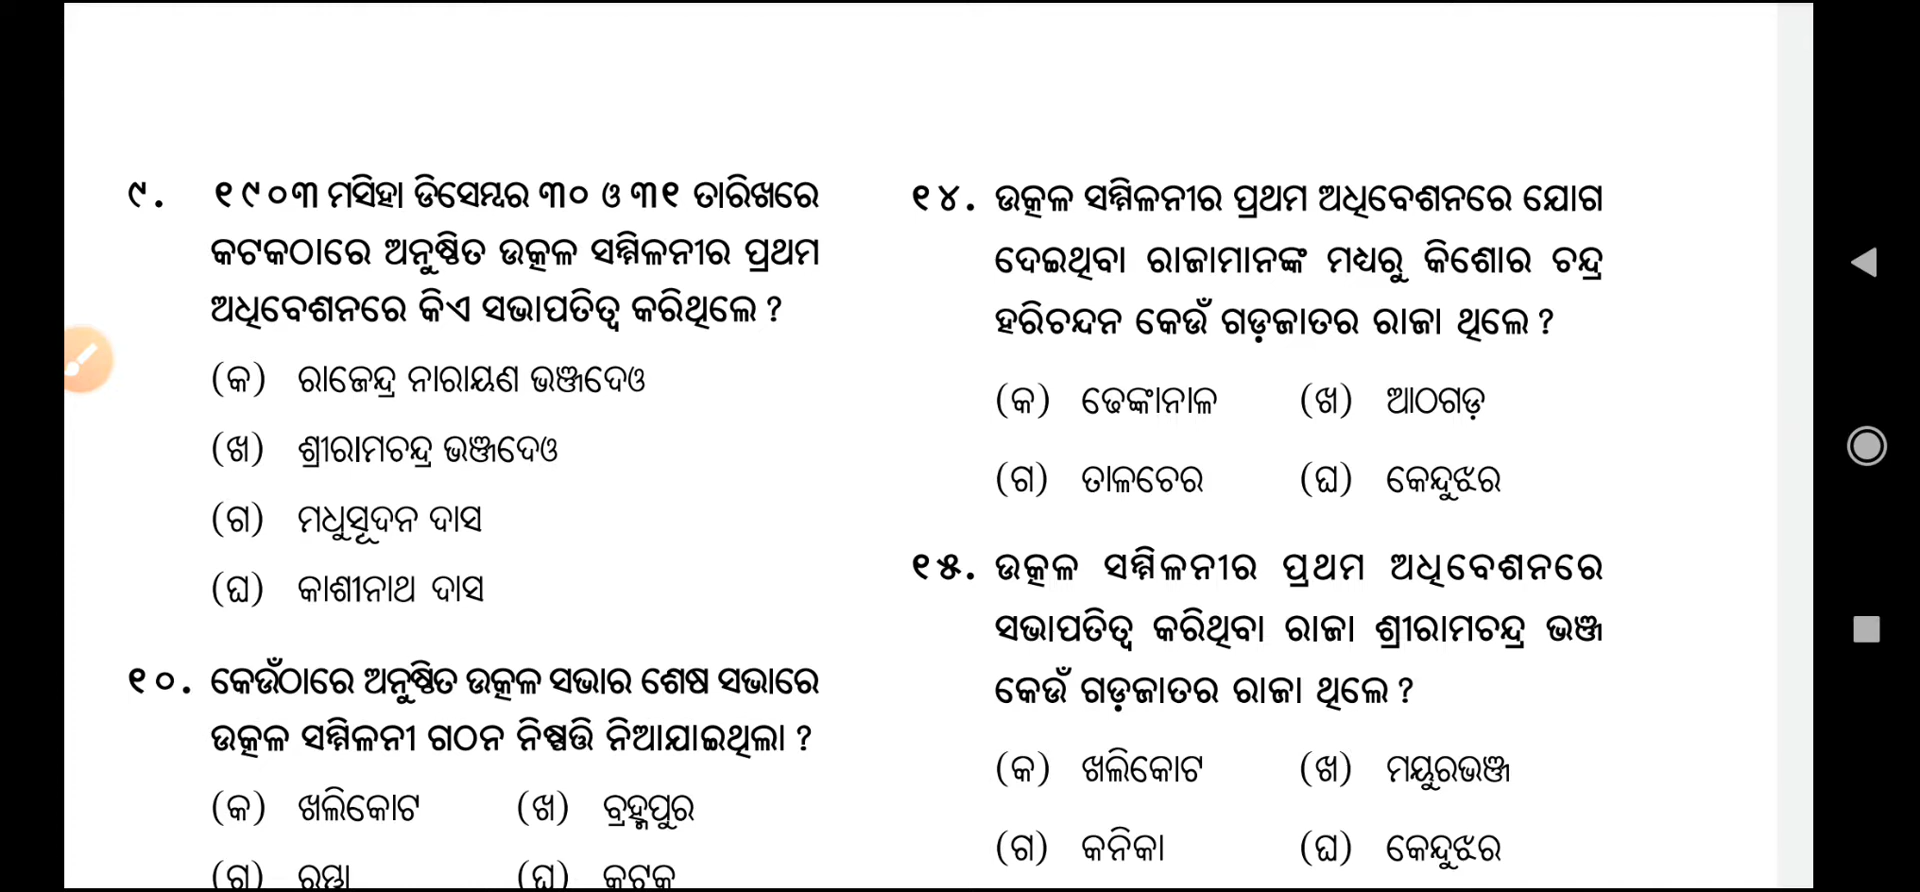 ୯. ୧୯୦୩ ମସିହା ଡିସେମ୍ବର ୩୦ ଓ ୩୧ ତାରିଖରେ
କଟକଠାରେ ଅନୁଷ୍ଠିତ ଉତ୍କଳ ସମ୍ମିଳନୀର ପ୍ରଥମ
ଅଧିବେଶନରେ କିଏ ସଭାପତିତ୍ୱ କରିଥିଲେ ?
(କ) ରାଜେନ୍ଦ୍ର ନାରାୟଣ ଭଞ୍ଜଦେଓ
(ଖ) ଶ୍ରୀରାମଚନ୍ଦ୍ର ଭଞ୍ଜଦେଓ
(ଗ) ମଧୁସୂଦନ ଦାସ
(ଘ) କାଶୀନାଥ ଦାସ
୧୦. କେଉଁଠାରେ ଅନୁଷ୍ଠିତ ଉତ୍କଳ ସଭାର ଶେଷ ସଭାରେ
ଉତ୍କଳ ସମ୍ମିଳନୀ ଗଠନ ନିଷ୍ପତ୍ତି ନିଆଯାଇଥିଲା ?
(କ) ଖଲିକୋଟ (ଖ) ବ୍ରହ୍ମପୁର
(ଗ) ରମ୍ଭା (ଘ) କଟକ
୧୪. ଉତ୍କଳ ସମ୍ମିଳନୀର ପ୍ରଥମ ଅଧିବେଶନରେ ଯୋଗ
ଦେଇଥିବା ରାଜାମାନଙ୍କ ମଧ୍ୟରୁ କିଶୋର ଚନ୍ଦ୍ର
ହରିଚନ୍ଦନ କେଉଁ ଗଡ଼ଜାତର ରାଜା ଥିଲେ ?
(କ) ଢେଙ୍କାନାଳ (ଖ) ଆଠଗଡ଼
(ଗ) ତାଳଚେର (ଘ) କେନ୍ଦୁଝର
୧୫. ଉତ୍କଳ ସମ୍ମିଳନୀର ପ୍ରଥମ ଅଧିବେଶନରେ
ସଭାପତିତ୍ୱ କରିଥିବା ରାଜା ଶ୍ରୀରାମଚନ୍ଦ୍ର ଭଞ୍ଜ
କେଉଁ ଗଡ଼ଜାତର ରାଜା ଥିଲେ ?
(କ) ଖଲିକୋଟ (ଖ) ମୟୁରଭଞ୍ଜ
(ଗ) କନିକା (ଘ) କେନ୍ଦୁଝର